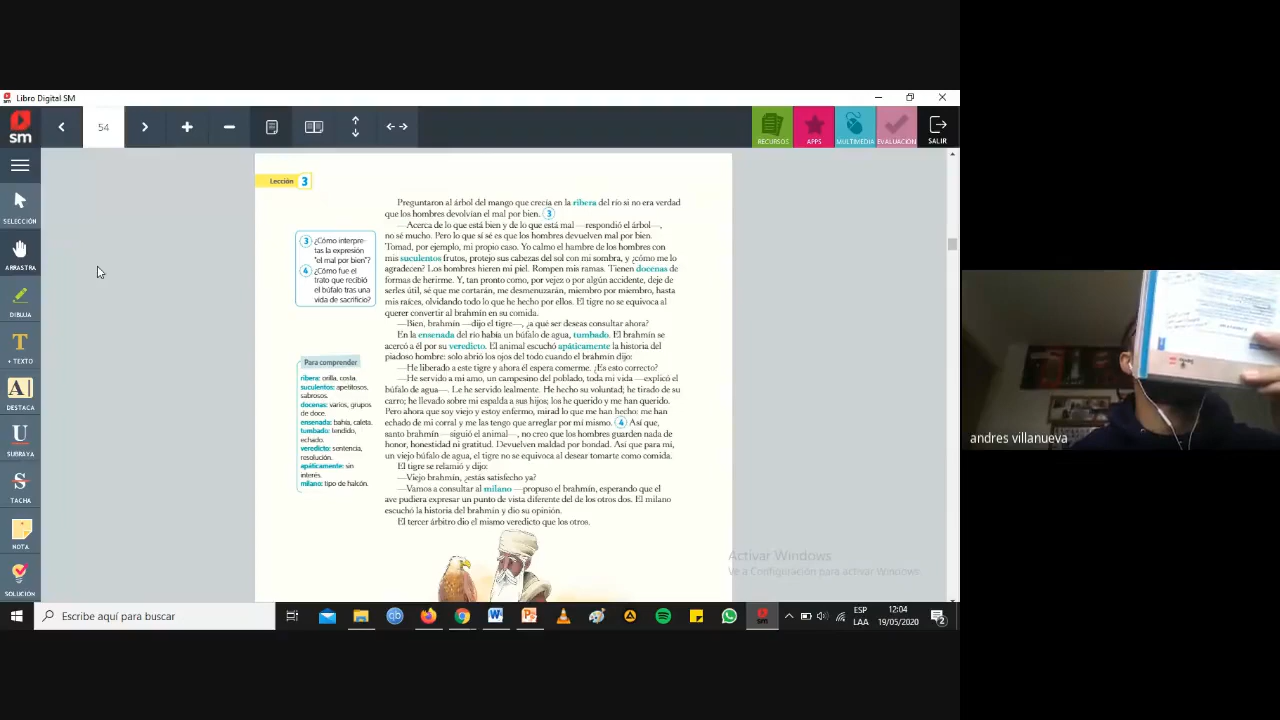 Libro Digital SM
sm
54
RECURSOS
APPS
MULTIMEDIA
EVALUACIÓN
SALIR
SELECCIÓN
ARRASTRA
DIBUJA
T
+ TEXTO
A
DESTACA
U
SUBRAYA
S
TACHA
NOTA
SOLUCIÓN
Lección 3
3 ¿Cómo interpre-
tas la expresión
"el mal por bien"?
4 ¿Cómo fue el
trato que recibió
el búfalo tras una
vida de sacrificio?
Para comprender
ribera: orilla, costa.
suculentos: apetitosos,
sabrosos.
docenas: varios, grupos
de doce.
ensenada: bahía, caleta.
tumbado: tendido,
echado.
veredicto: sentencia,
resolución.
apáticamente: sin
interés.
milano: tipo de halcón.
Preguntaron al árbol del mango que crecía en la ribera del río si no era verdad
que los hombres devolvían el mal por bien. 3
—Acerca de lo que está bien y de lo que está mal —respondió el árbol—,
no sé mucho. Pero lo que sí sé es que los hombres devuelven mal por bien.
Tomad, por ejemplo, mi propio caso. Yo calmo el hambre de los hombres con
mis suculentos frutos, protejo sus cabezas del sol con mi sombra, y ¿cómo me lo
agradecen? Los hombres hieren mi piel. Rompen mis ramas. Tienen docenas de
formas de herirme. Y, tan pronto como, por vejez o por algún accidente, deje de
serles útil, sé que me cortarán, me desmenuzarán, miembro por miembro, hasta
mis raíces, olvidando todo lo que he hecho por ellos. El tigre no se equivoca al
querer convertir al brahmín en su comida.
—Bien, brahmín —dijo el tigre—, ¿a qué ser deseas consultar ahora?
En la ensenada del río había un búfalo de agua, tumbado. El brahmín se
acercó a él por su veredicto. El animal escuchó apáticamente la historia del
piadoso hombre: solo abrió los ojos del todo cuando el brahmín dijo:
—He liberado a este tigre y ahora él espera comerme. ¿Es esto correcto?
—He servido a mi amo, un campesino del poblado, toda mi vida —explicó el
búfalo de agua—. Le he servido lealmente. He hecho su voluntad; he tirado de su
carro; he llevado sobre mi espalda a sus hijos; los he querido y me han querido.
Pero ahora que soy viejo y estoy enfermo, mirad lo que me han hecho: me han
echado de mi corral y me las tengo que arreglar por mí mismo. 4 Así que,
santo brahmín —siguió el animal—, no creo que los hombres guarden nada de
honor, honestidad ni gratitud. Devuelven maldad por bondad. Así que para mí,
un viejo búfalo de agua, el tigre no se equivoca al desear tomarte como comida.
El tigre se relamió y dijo:
—Viejo brahmín, ¿estás satisfecho ya?
—Vamos a consultar al milano —propuso el brahmín, esperando que el
ave pudiera expresar un punto de vista diferente del de los otros dos. El milano
escuchó la historia del brahmín y dio su opinión.
El tercer árbitro dio el mismo veredicto que los otros.
Activar Windows
Ve a Configuración para activar Windows.
andres villanueva
Escribe aquí para buscar
ESP
LAA
12:04
19/05/2020
2